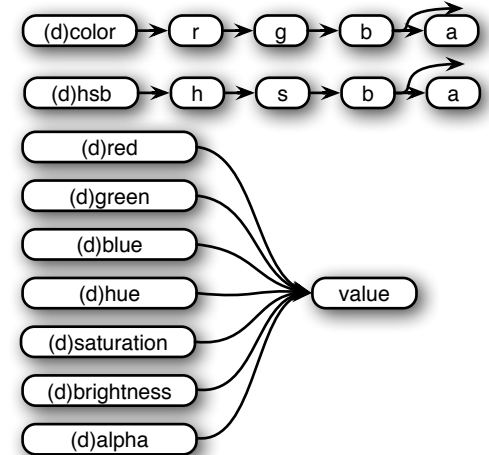 (d)color r g b a
(d)hsb h s b a
(d)red
(d)green
(d)blue
(d)hue value
(d)saturation
(d)brightness
(d)alpha